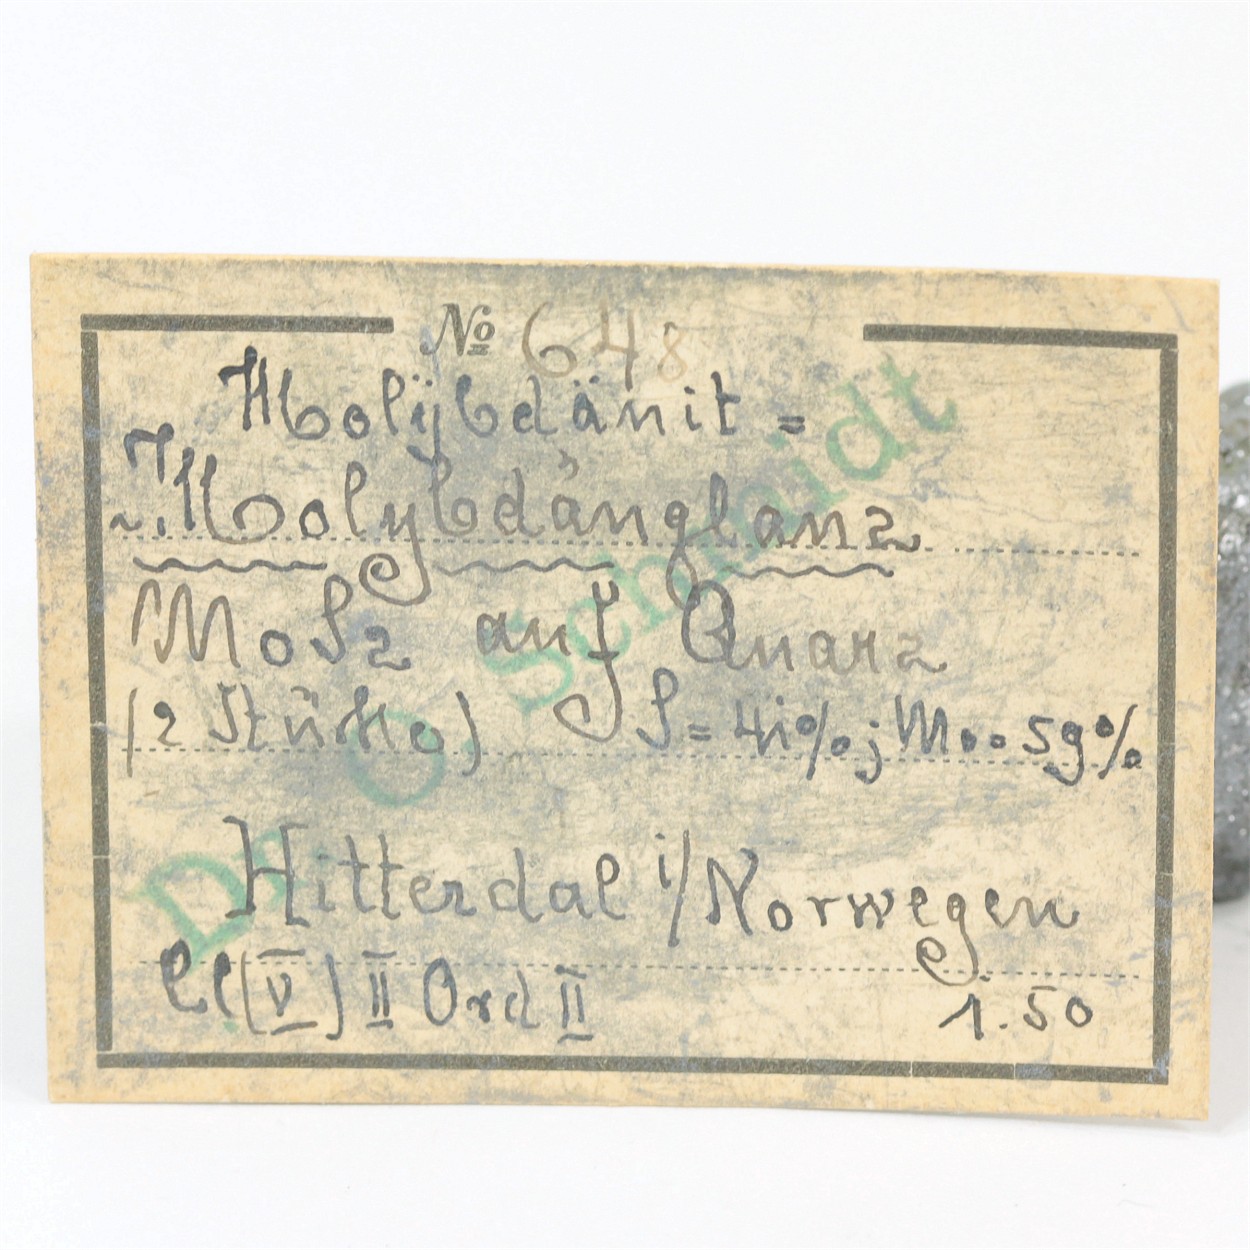 No 648
Molÿbdänit =
Molybdänglanz
MoS2 auf Quarz
(2 Stücke) S = 41%; Mo. 59%
Hitterdal i/Norwegen
Cl(V) II Ord II
1.50
Dr. O. Schmidt